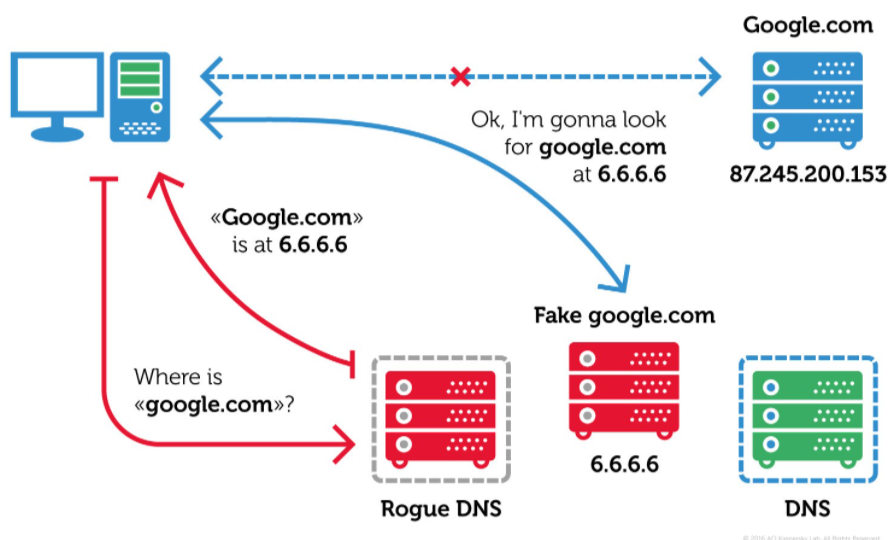 Google.com
Ok, I'm gonna look
for google.com
at 6.6.6.6
87.245.200.153
«Google.com»
is at 6.6.6.6
Fake google.com
Where is
«google.com»?
6.6.6.6
Rogue DNS
DNS
© 2016 AO Kaspersky Lab. All Rights Reserved.